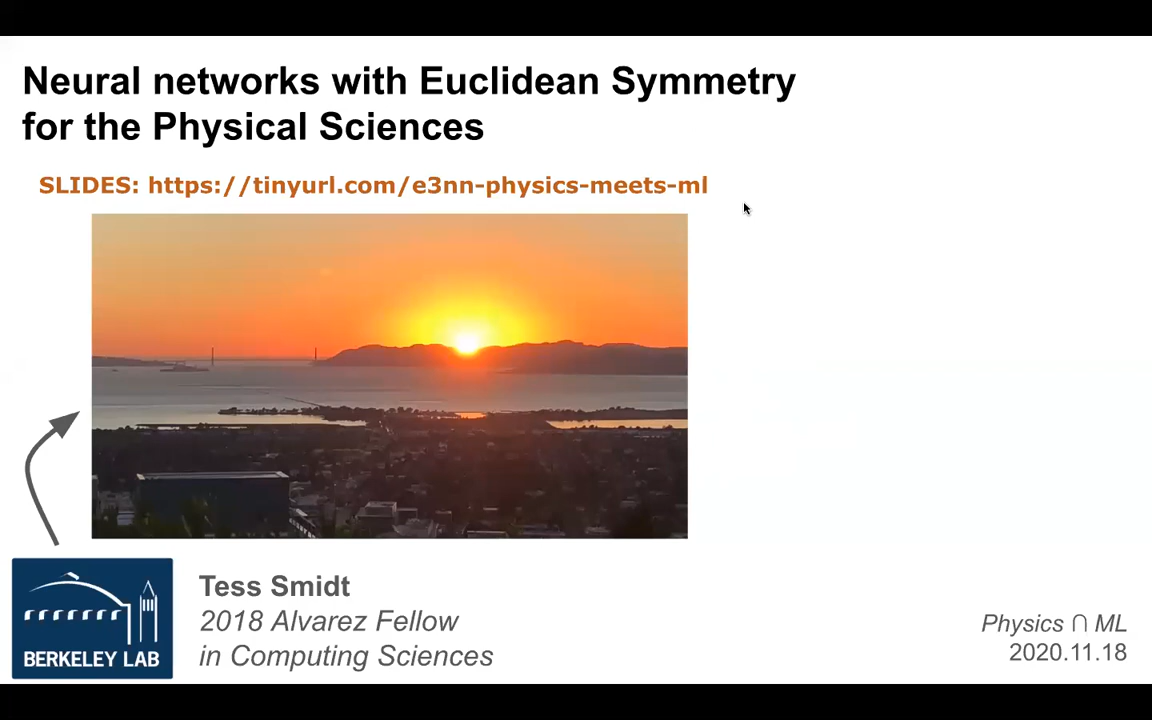 Neural networks with Euclidean Symmetry
for the Physical Sciences
SLIDES: https://tinyurl.com/e3nn-physics-meets-ml
BERKELEY LAB
Tess Smidt
2018 Alvarez Fellow
in Computing Sciences
Physics ∩ ML
2020.11.18